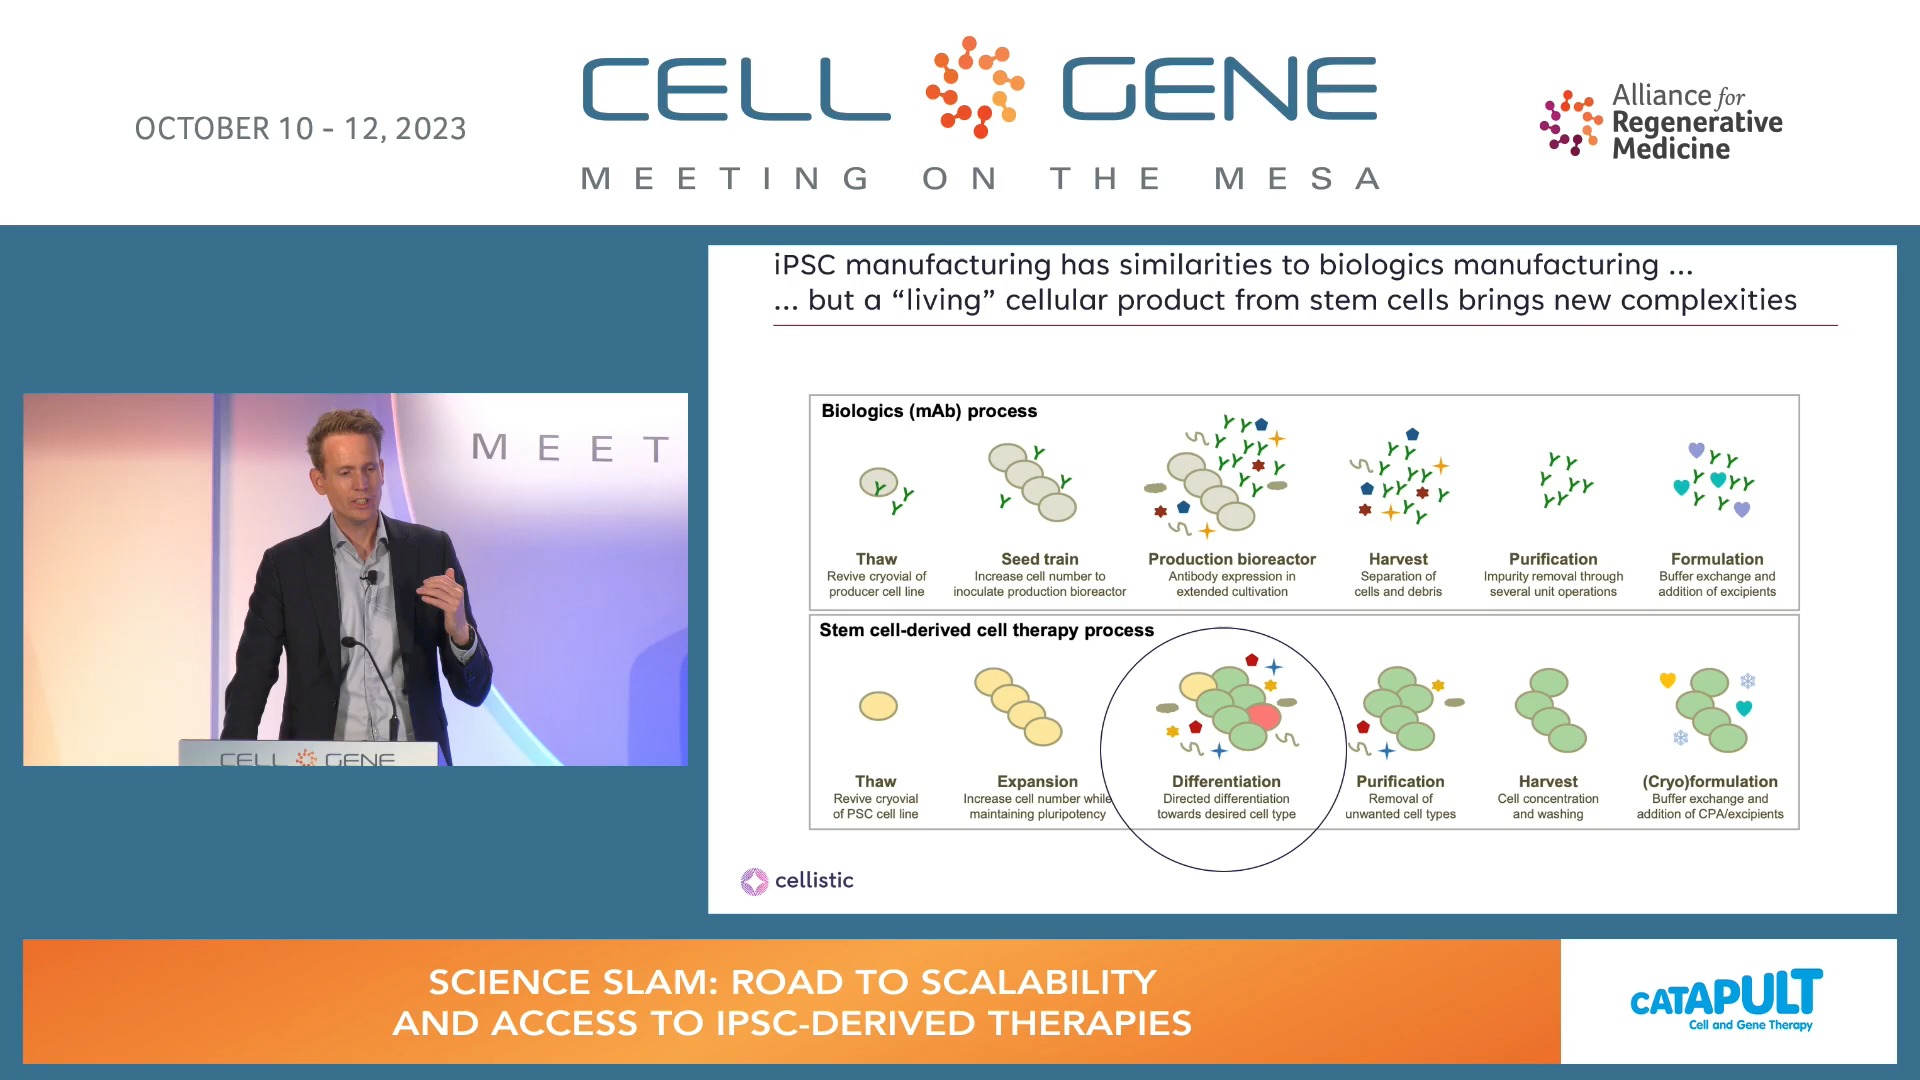 OCTOBER 10 - 12, 2023
CELL GENE
MEETING ON THE MESA
Alliance for
Regenerative
Medicine
iPSC manufacturing has similarities to biologics manufacturing ...
... but a “living” cellular product from stem cells brings new complexities
MEET
CELL GENE
Biologics (mAb) process
Thaw
Revive cryovial of
producer cell line
Seed train
Increase cell number to
inoculate production bioreactor
Production bioreactor
Antibody expression in
extended cultivation
Harvest
Separation of
cells and debris
Purification
Impurity removal through
several unit operations
Formulation
Buffer exchange and
addition of excipients
Stem cell-derived cell therapy process
Thaw
Revive cryovial
of PSC cell line
Expansion
Increase cell number while
maintaining pluripotency
Differentiation
Directed differentiation
towards desired cell type
Purification
Removal of
unwanted cell types
Harvest
Cell concentration
and washing
(Cryo)formulation
Buffer exchange and
addition of CPA/excipients
cellistic
SCIENCE SLAM: ROAD TO SCALABILITY
AND ACCESS TO IPSC-DERIVED THERAPIES
CATAPULT
Cell and Gene Therapy